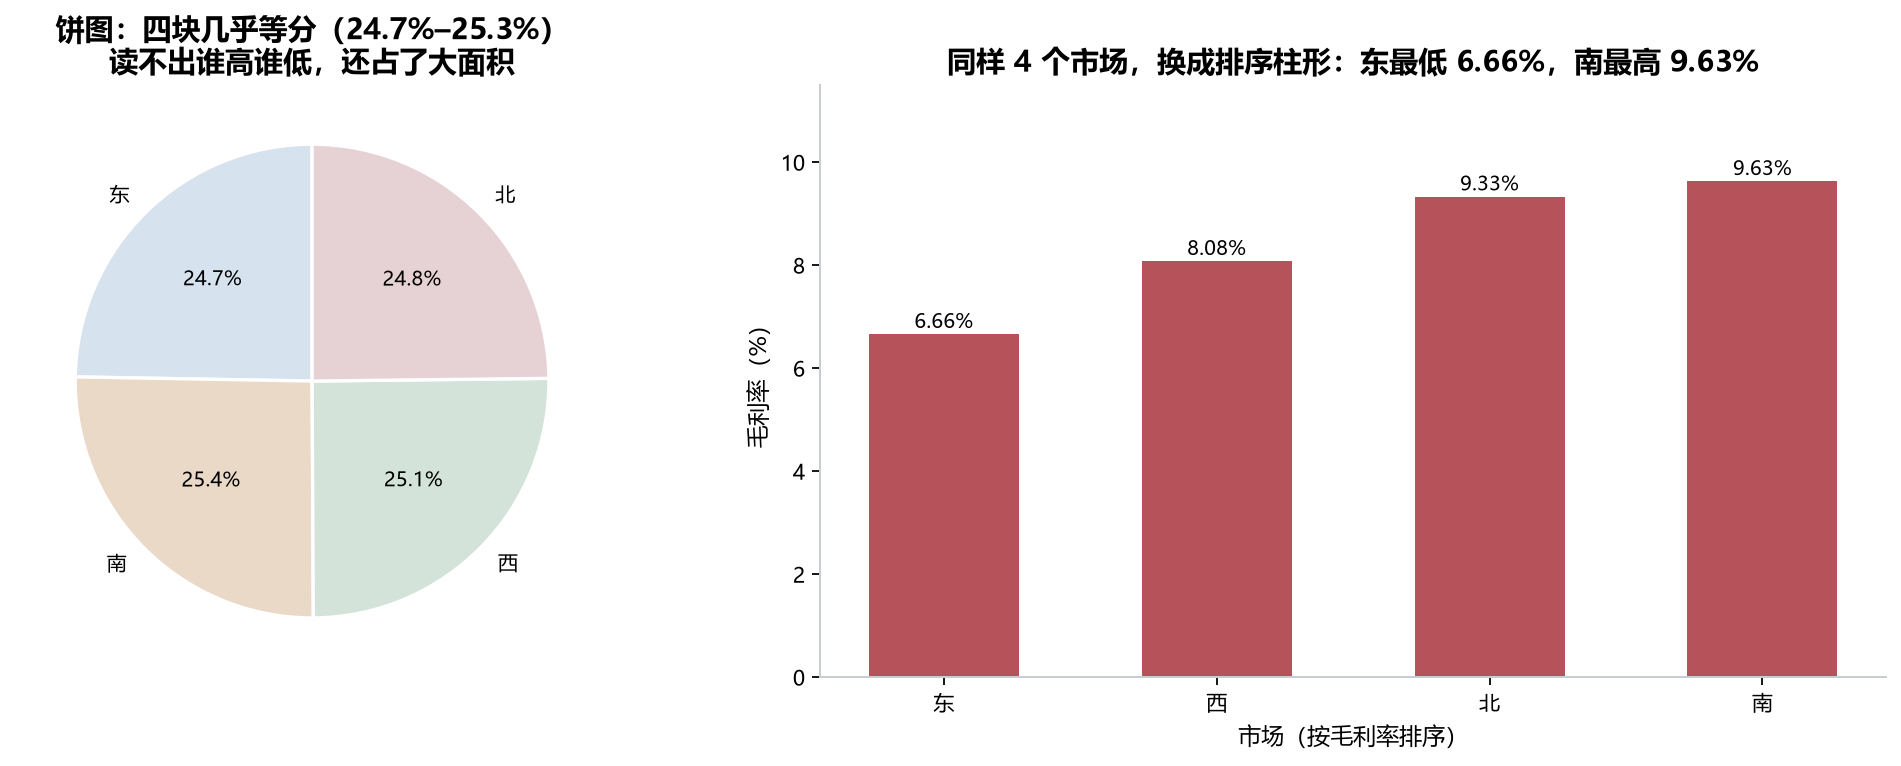 饼图：四块几乎等分（24.7%–25.3%）
读不出谁高谁低，还占了大面积
东
北
24.7%
24.8%
25.4%
25.1%
南
西
同样 4 个市场，换成排序柱形：东最低 6.66%，南最高 9.63%
毛利率（%）
10
8
6
4
2
0
6.66%
8.08%
9.33%
9.63%
东
西
北
南
市场（按毛利率排序）